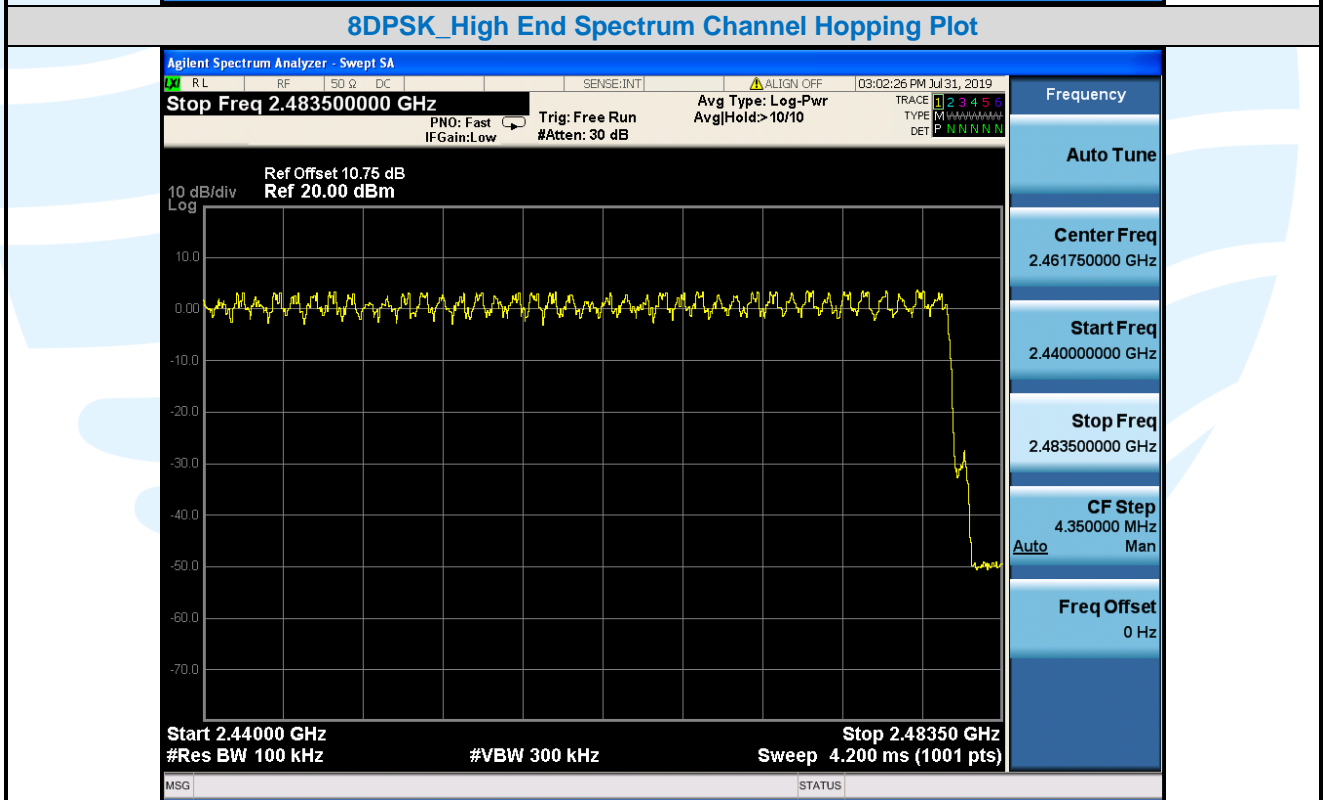 8DPSK_High End Spectrum Channel Hopping Plot
Agilent Spectrum Analyzer - Swept SA
LXI RL RF 50 Ω DC SENSE:INT ALIGN OFF 03:02:26 PM Jul 31, 2019
Stop Freq 2.483500000 GHz
PNO: Fast
IFGain:Low
Trig: Free Run
#Atten: 30 dB
Avg Type: Log-Pwr
Avg|Hold:> 10/10
TRACE 1 2 3 4 5 6
TYPE M WWWWW
DET P N N N N N
Ref Offset 10.75 dB
10 dB/div Ref 20.00 dBm
Log
10.0
0.00
-10.0
-20.0
-30.0
-40.0
-50.0
-60.0
-70.0
Start 2.44000 GHz Stop 2.48350 GHz
#Res BW 100 kHz #VBW 300 kHz Sweep 4.200 ms (1001 pts)
MSG STATUS
Frequency
Auto Tune
Center Freq
2.461750000 GHz
Start Freq
2.440000000 GHz
Stop Freq
2.483500000 GHz
CF Step
4.350000 MHz
Auto Man
Freq Offset
0 Hz